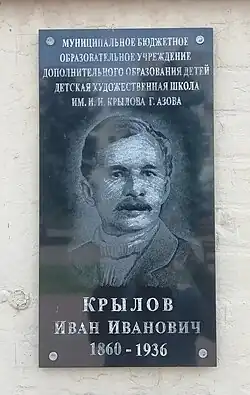 МУНИЦИПАЛЬНОЕ БЮДЖЕТНОЕ
ОБРАЗОВАТЕЛЬНОЕ УЧРЕЖДЕНИЕ
ДОПОЛНИТЕЛЬНОГО ОБРАЗОВАНИЯ ДЕТЕЙ
ДЕТСКАЯ ХУДОЖЕСТВЕННАЯ ШКОЛА
ИМ. И. И. КРЫЛОВА Г. АЗОВА
КРЫЛОВ
ИВАН ИВАНОВИЧ
1860 - 1936